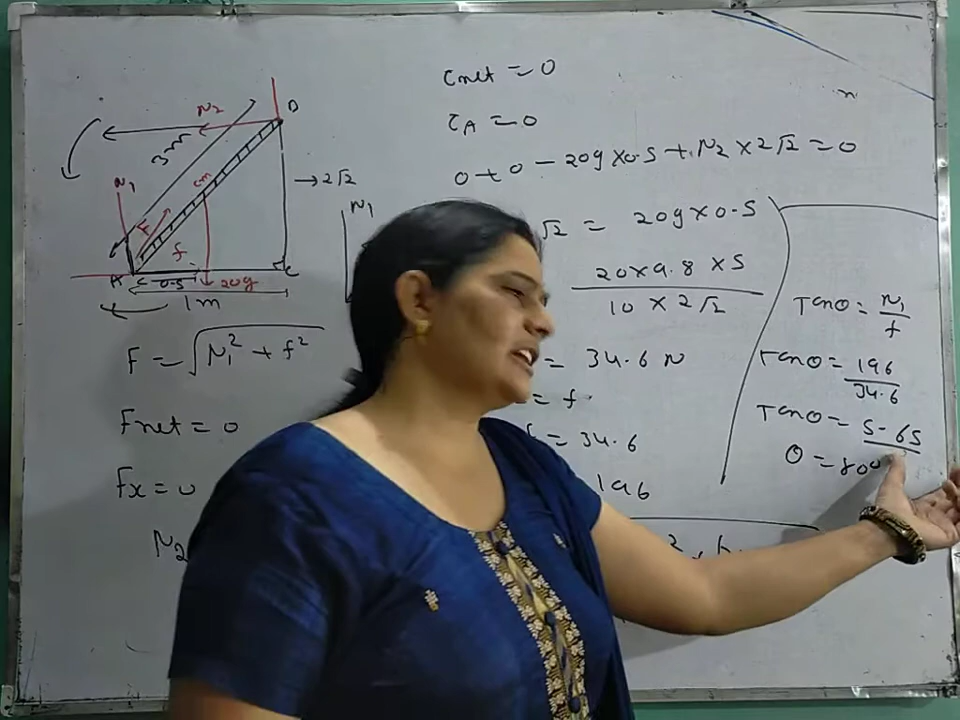 τnet = 0
τA = 0
0 + 0 - 20g × 0.5 + N2 × 2√2 = 0
N2
B
3m
→ 2√2
N1
cm
F
f
A
0.5
20g
C
1m
N1
√2 = 20g × 0.5
20 × 9.8 × 5
10 × 2√2
= 34.6 N
= f
= 34.6
196
F = √N1² + f²
Fnet = 0
Fx = 0
N2
Tanθ = N1
f
Tanθ = 196
34.6
Tanθ = 5.65
θ = 80°